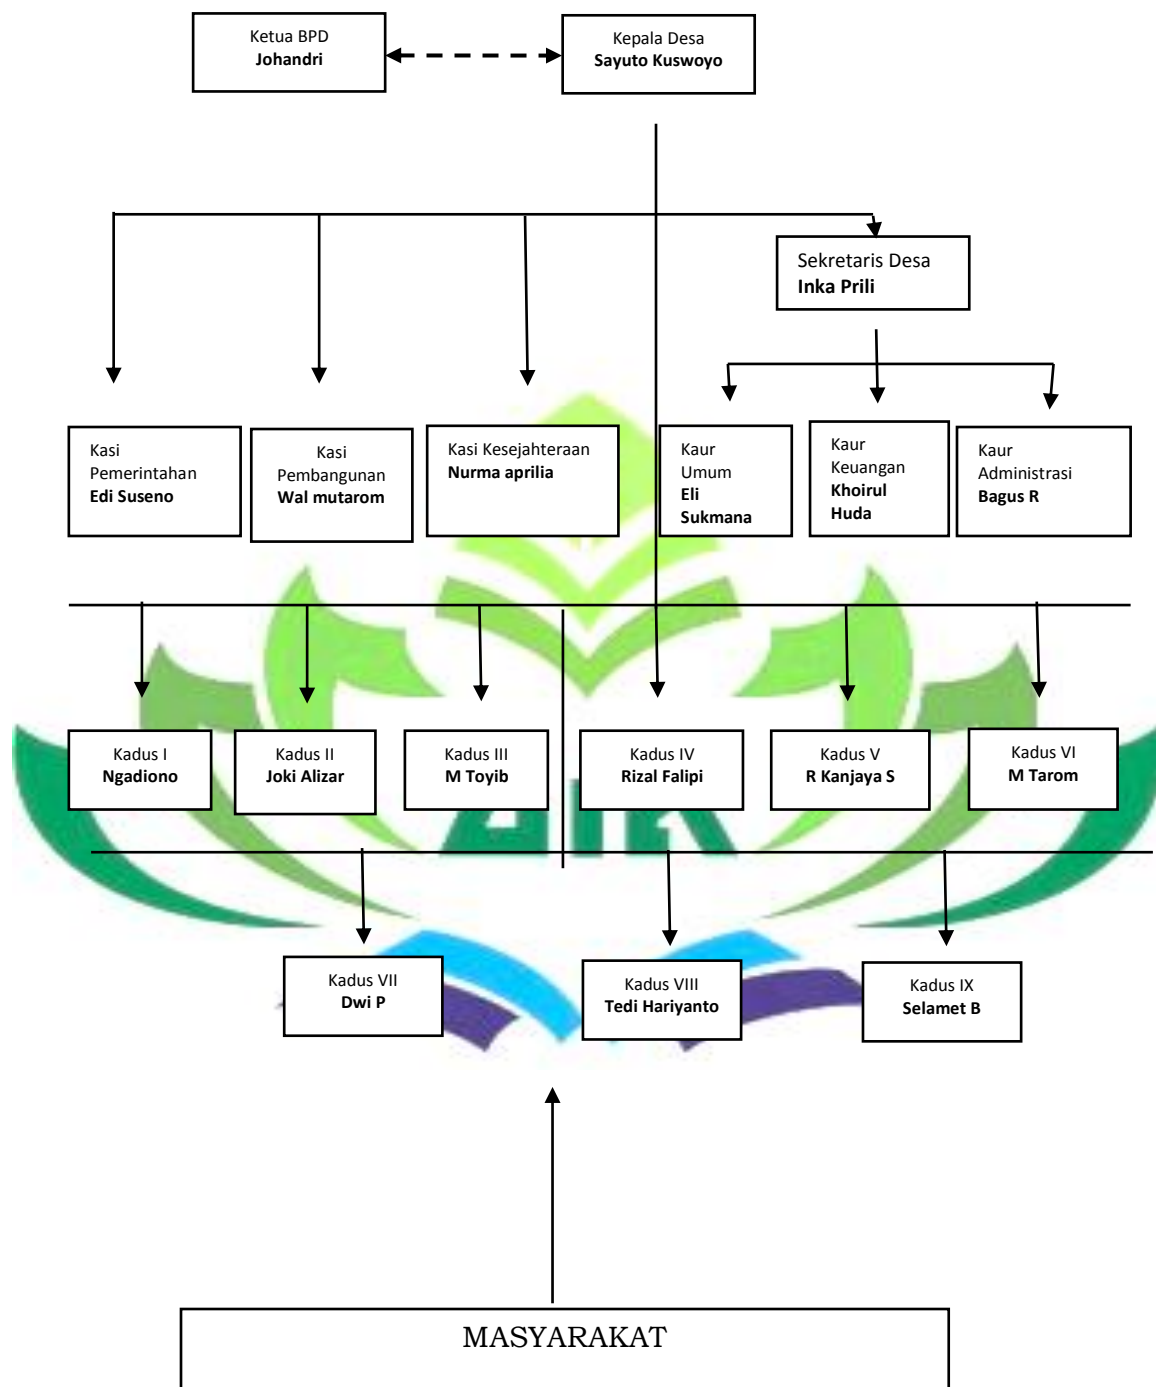 Ketua BPD
Johandri
Kepala Desa
Sayuto Kuswoyo
Sekretaris Desa
Inka Prili
Kasi
Pemerintahan
Edi Suseno
Kasi
Pembangunan
Wal mutarom
Kasi Kesejahteraan
Nurma aprilia
Kaur
Umum
Eli
Sukmana
Kaur
Keuangan
Khoirul
Huda
Kaur
Administrasi
Bagus R
Kadus I
Ngadiono
Kadus II
Joki Alizar
Kadus III
M Toyib
Kadus IV
Rizal Falipi
Kadus V
R Kanjaya S
Kadus VI
M Tarom
Kadus VII
Dwi P
Kadus VIII
Tedi Hariyanto
Kadus IX
Selamet B
MASYARAKAT